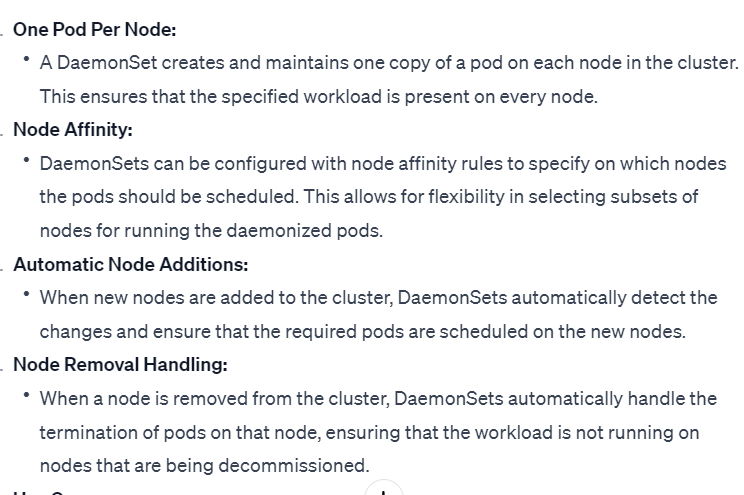 One Pod Per Node:
• A DaemonSet creates and maintains one copy of a pod on each node in the cluster.
This ensures that the specified workload is present on every node.
Node Affinity:
• DaemonSets can be configured with node affinity rules to specify on which nodes
the pods should be scheduled. This allows for flexibility in selecting subsets of
nodes for running the daemonized pods.
Automatic Node Additions:
• When new nodes are added to the cluster, DaemonSets automatically detect the
changes and ensure that the required pods are scheduled on the new nodes.
Node Removal Handling:
• When a node is removed from the cluster, DaemonSets automatically handle the
termination of pods on that node, ensuring that the workload is not running on
nodes that are being decommissioned.